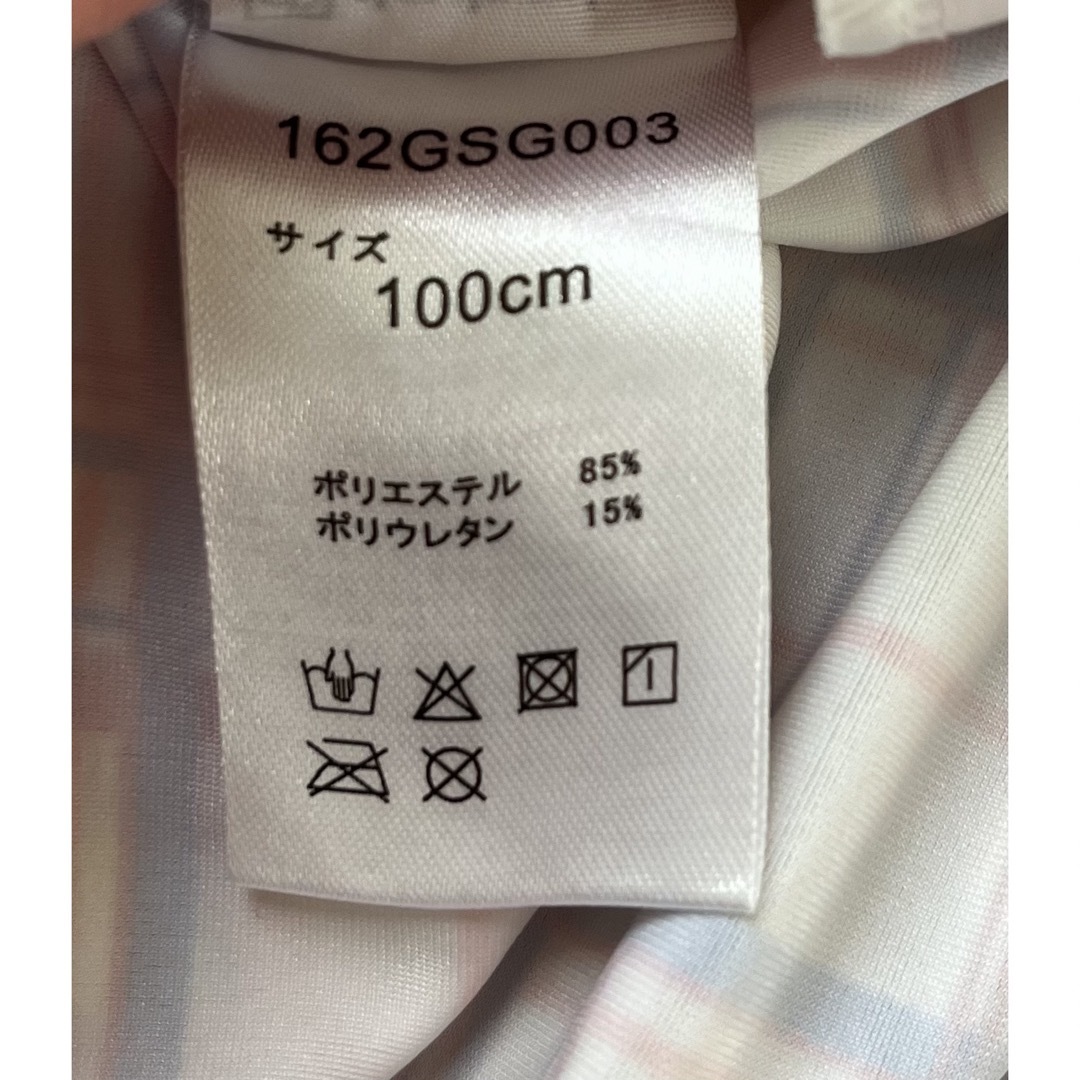 162GSG003
サイズ
100cm
ポリエステル 85%
ポリウレタン 15%